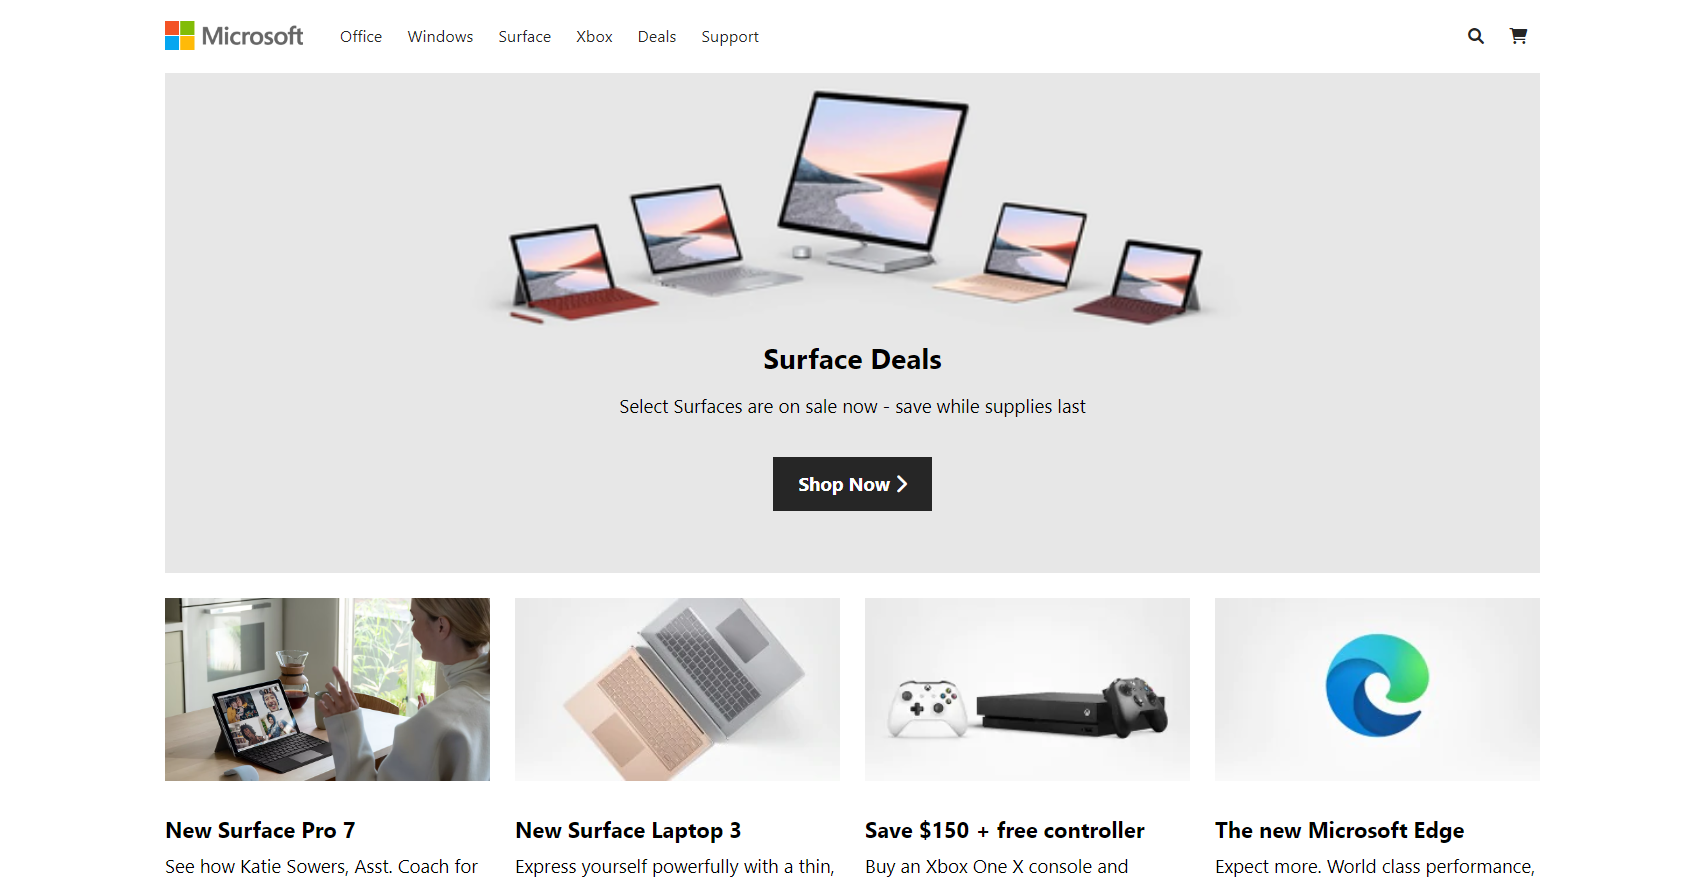 Microsoft Office Windows Surface Xbox Deals Support
Surface Deals
Select Surfaces are on sale now - save while supplies last
Shop Now
New Surface Pro 7
See how Katie Sowers, Asst. Coach for
New Surface Laptop 3
Express yourself powerfully with a thin,
Save $150 + free controller
Buy an Xbox One X console and
The new Microsoft Edge
Expect more. World class performance,